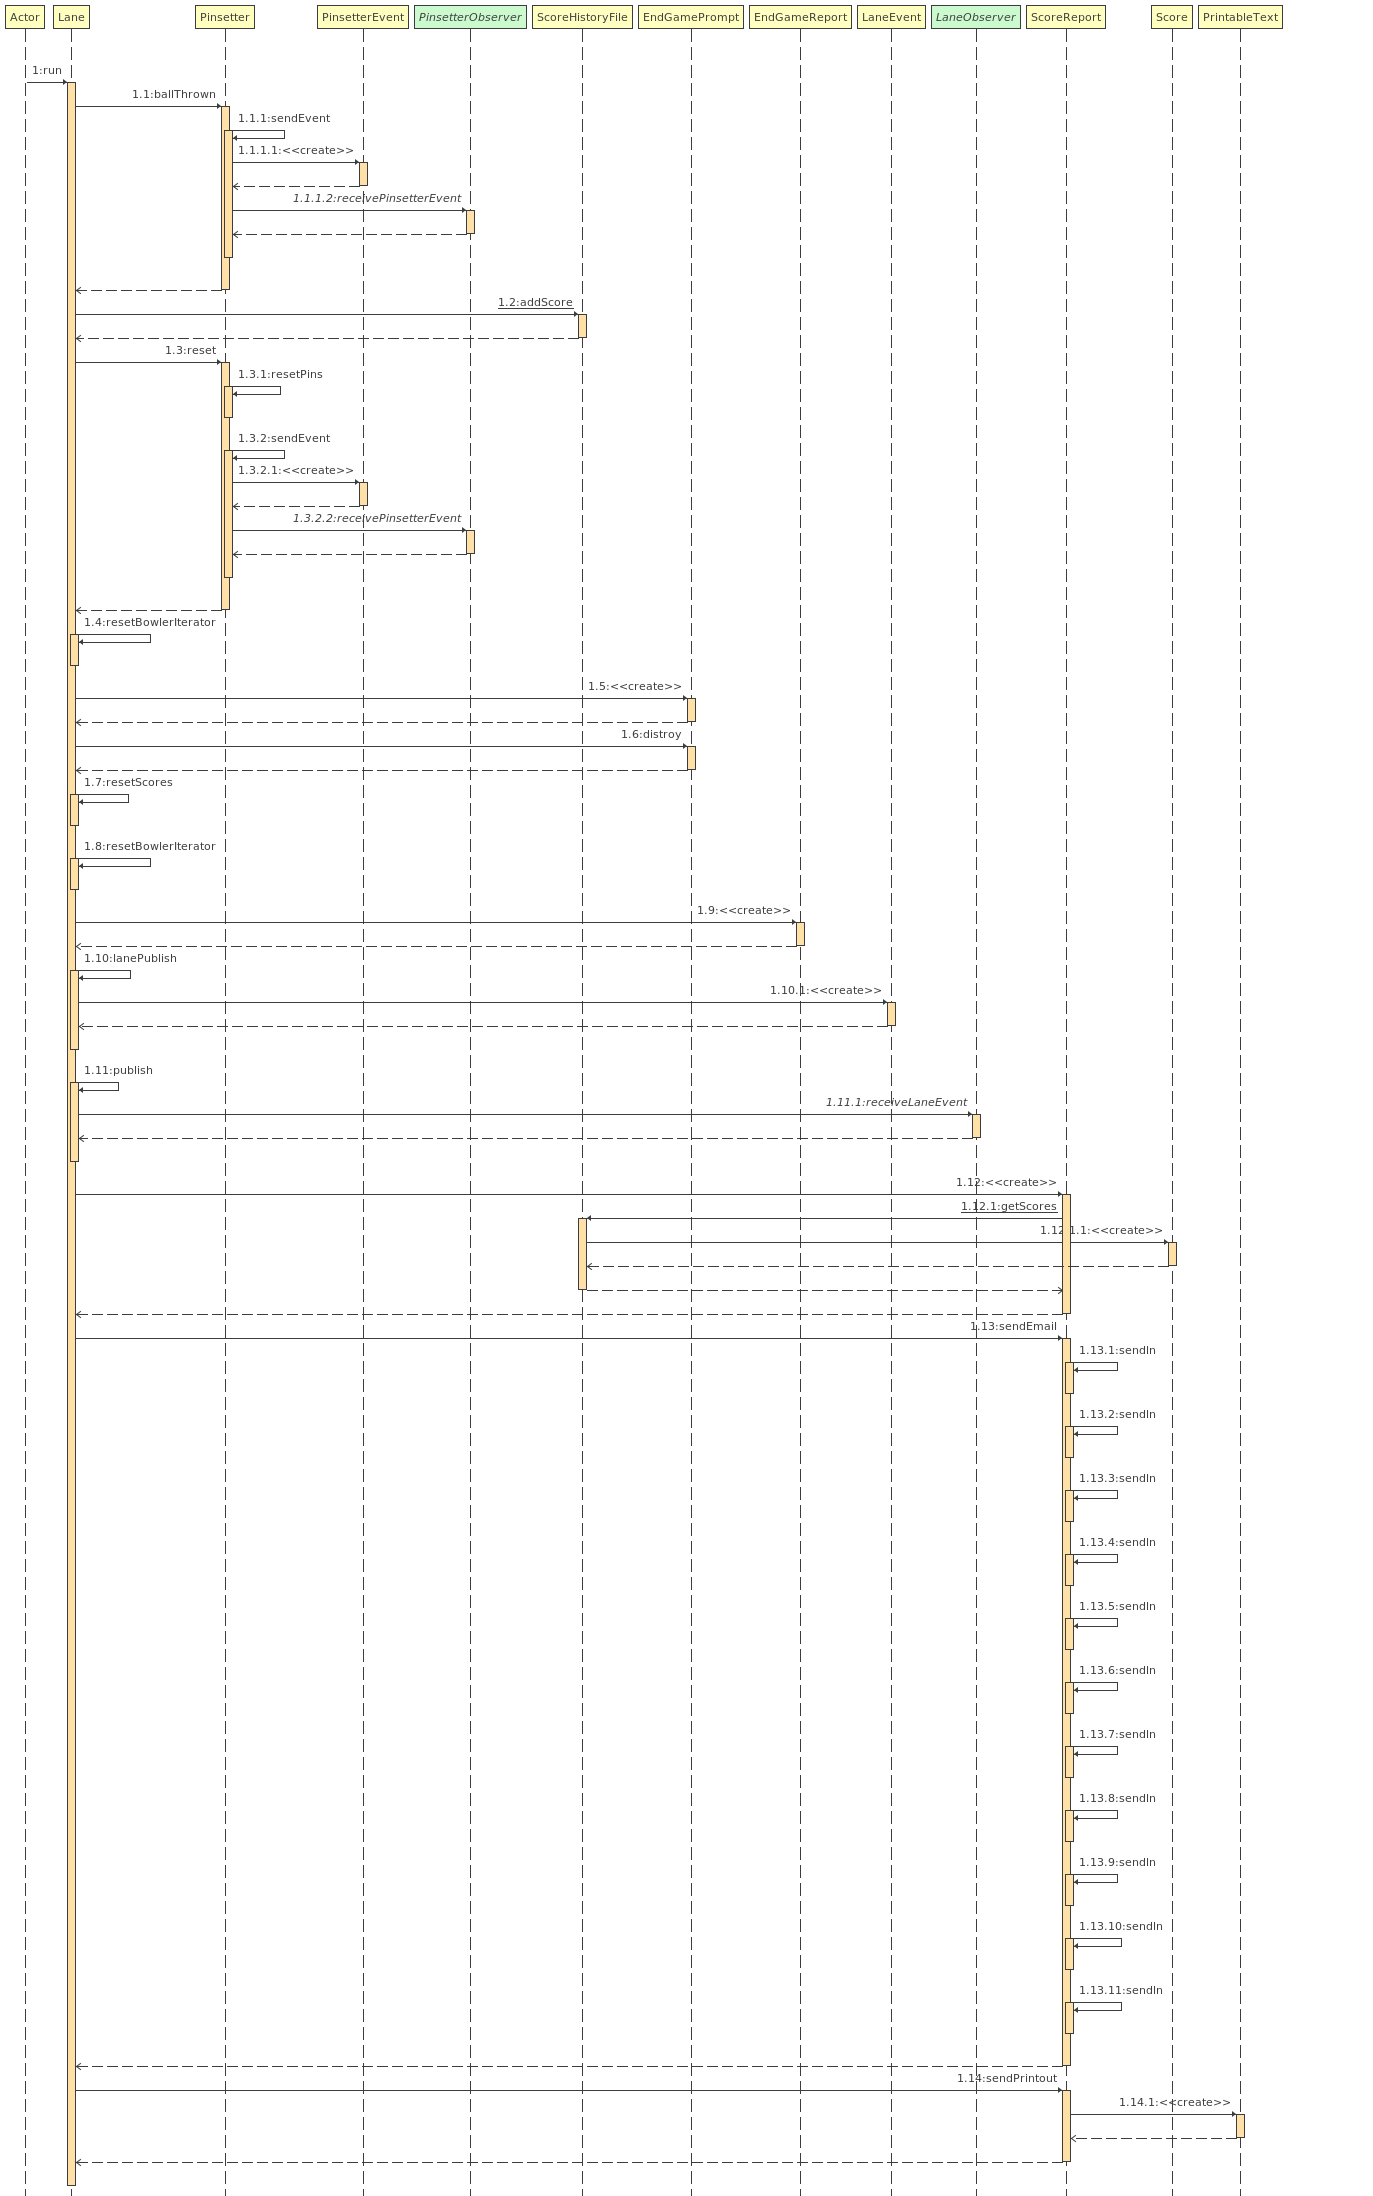 Actor Lane Pinsetter PinsetterEvent PinsetterObserver ScoreHistoryFile EndGamePrompt EndGameReport LaneEvent LaneObserver ScoreReport Score PrintableText
1:run
1.1:ballThrown
1.1.1:sendEvent
1.1.1.1:<<create>>
1.1.1.2:receivePinsetterEvent
1.2:addScore
1.3:reset
1.3.1:resetPins
1.3.2:sendEvent
1.3.2.1:<<create>>
1.3.2.2:receivePinsetterEvent
1.4:resetBowlerIterator
1.5:<<create>>
1.6:distroy
1.7:resetScores
1.8:resetBowlerIterator
1.9:<<create>>
1.10:lanePublish
1.10.1:<<create>>
1.11:publish
1.11.1:receiveLaneEvent
1.12:<<create>>
1.12.1:getScores
1.12.1.1:<<create>>
1.13:sendEmail
1.13.1:sendln
1.13.2:sendln
1.13.3:sendln
1.13.4:sendln
1.13.5:sendln
1.13.6:sendln
1.13.7:sendln
1.13.8:sendln
1.13.9:sendln
1.13.10:sendln
1.13.11:sendln
1.14:sendPrintout
1.14.1:<<create>>